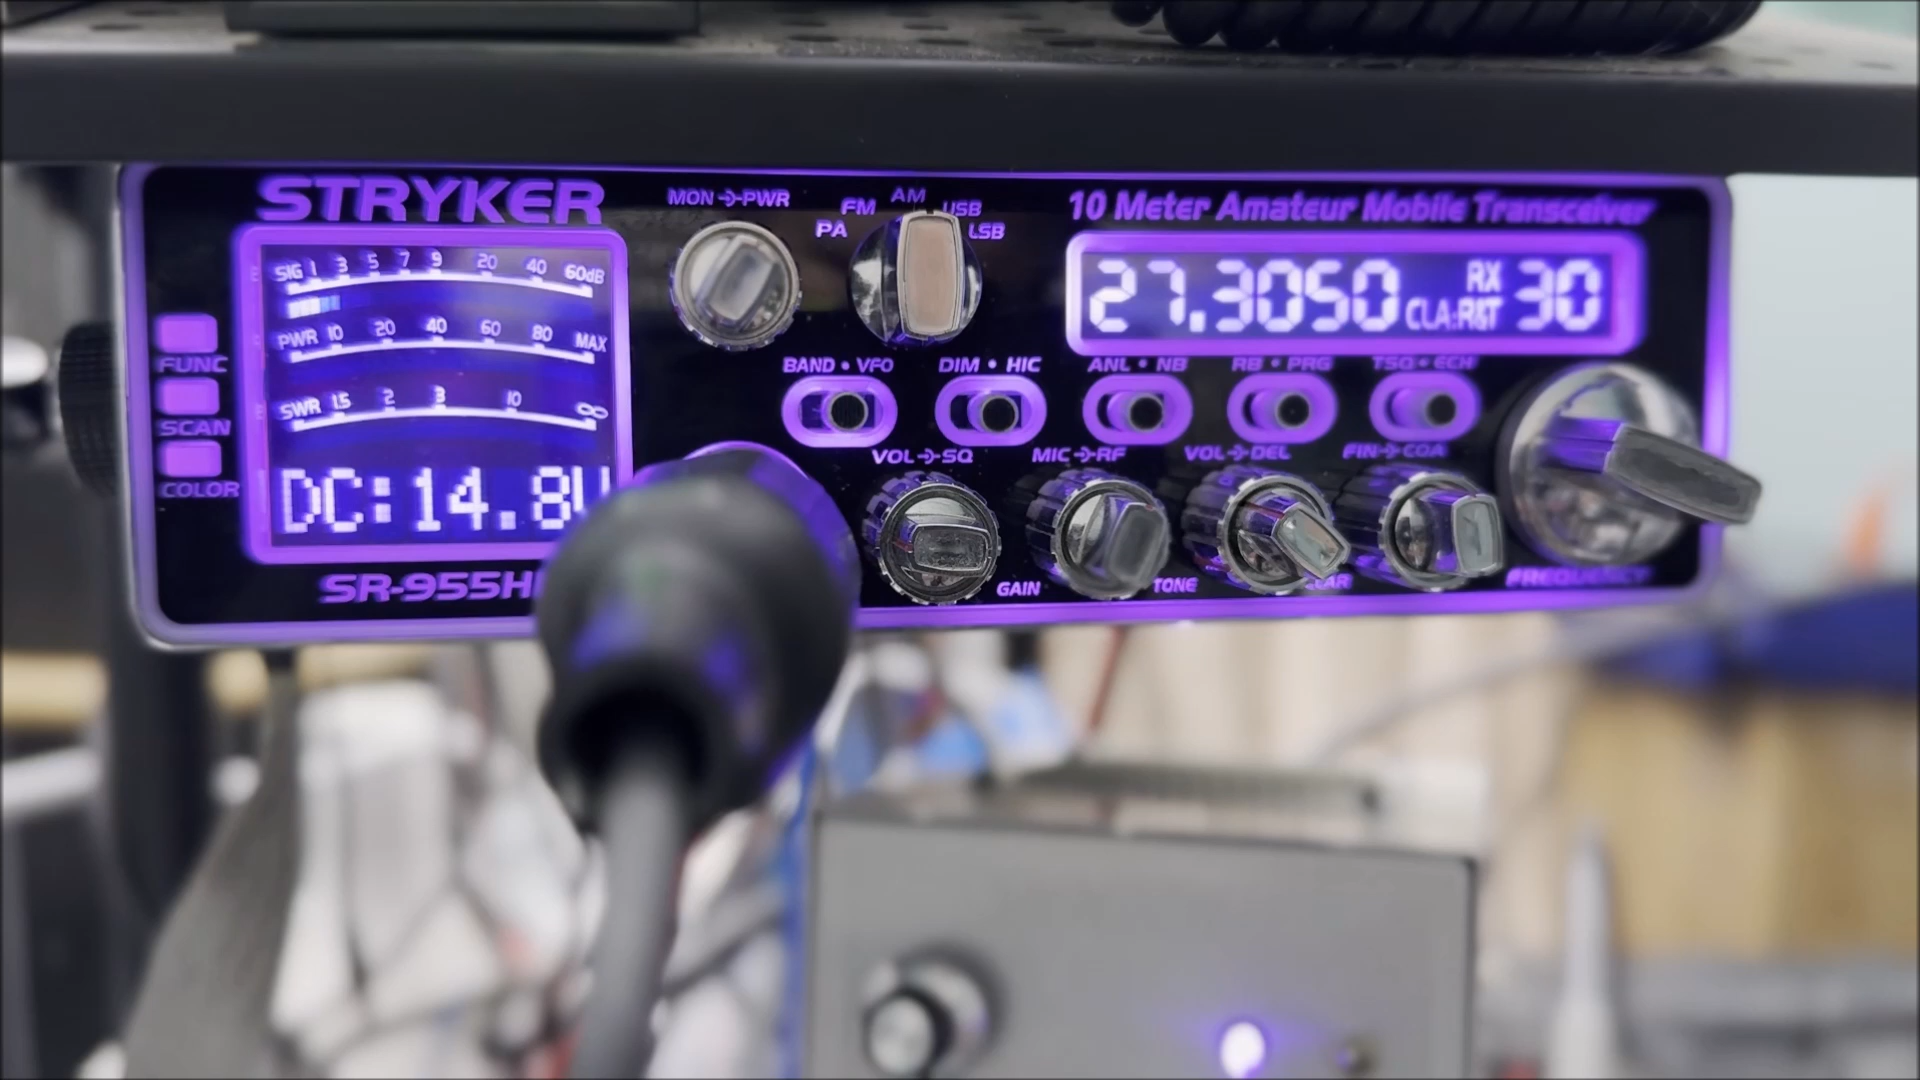 STRYKER
SIG 1 3 5 7 9 20 40 60dB
PWR 10 20 40 60 80 MAX
SWR 1.5 2 3 10 ∞
DC:14.8V
SR-955H
FUNC
SCAN
COLOR
MON→PWR
PA FM AM USB LSB
10 Meter Amateur Mobile Transceiver
27.3050 RX 30
BAND • VFO
DIM • HIC
ANL • NB
RB • PRG
TSQ • ECH
VOL→SQ
MIC→RF
VOL→DEL
FIN→COA
GAIN
TONE
FREQUENCY